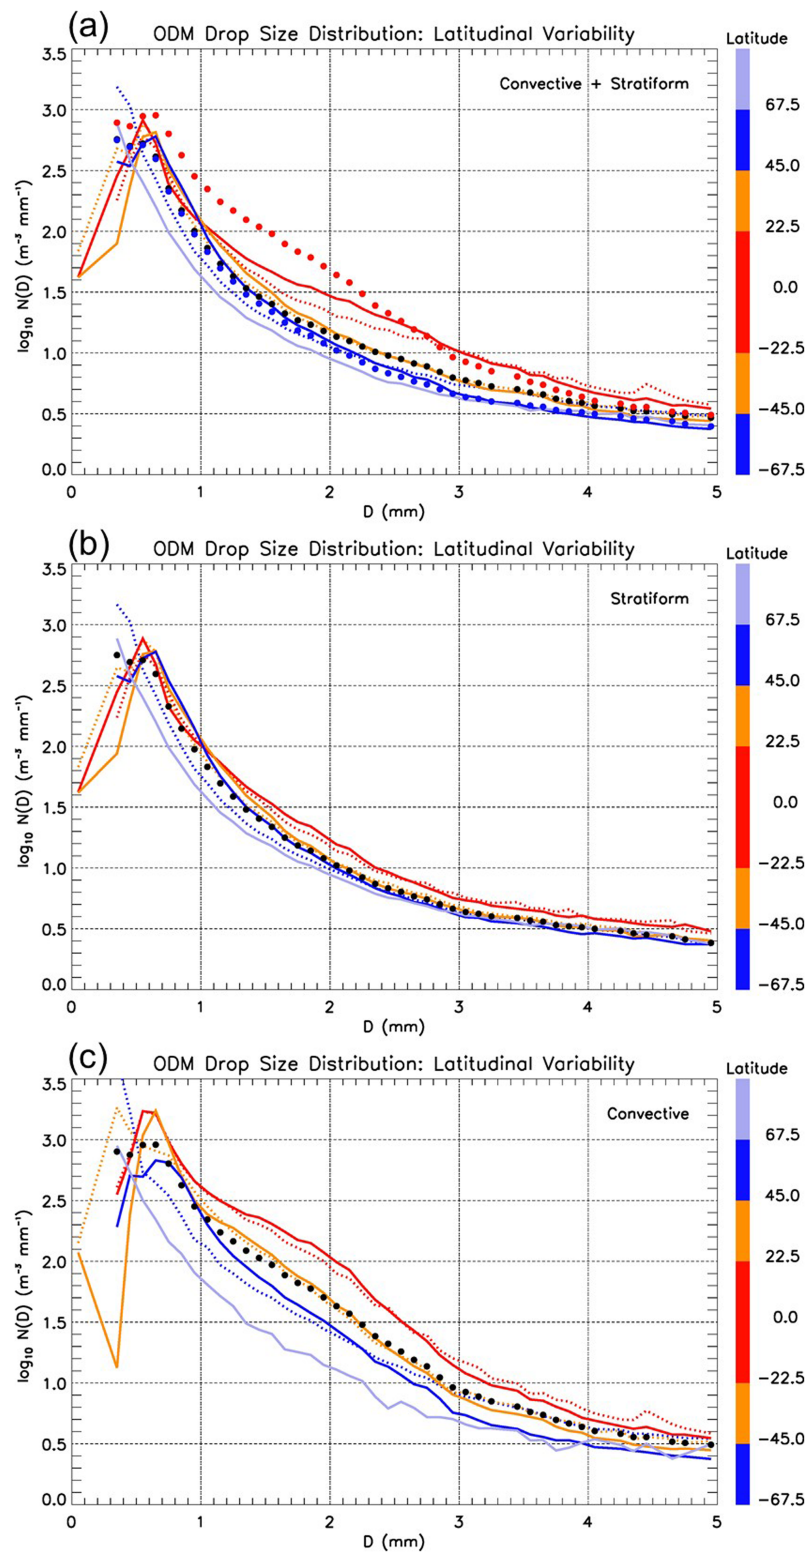 (a)
ODM Drop Size Distribution: Latitudinal Variability
Latitude
Convective + Stratiform
3.5
3.0
2.5
2.0
1.5
1.0
0.5
0.0
log₁₀ N(D) (m⁻³ mm⁻¹)
0 1 2 3 4 5
D (mm)
67.5
45.0
22.5
0.0
−22.5
−45.0
−67.5
(b)
ODM Drop Size Distribution: Latitudinal Variability
Latitude
Stratiform
3.5
3.0
2.5
2.0
1.5
1.0
0.5
0.0
log₁₀ N(D) (m⁻³ mm⁻¹)
0 1 2 3 4 5
D (mm)
67.5
45.0
22.5
0.0
−22.5
−45.0
−67.5
(c)
ODM Drop Size Distribution: Latitudinal Variability
Latitude
Convective
3.5
3.0
2.5
2.0
1.5
1.0
0.5
0.0
log₁₀ N(D) (m⁻³ mm⁻¹)
0 1 2 3 4 5
D (mm)
67.5
45.0
22.5
0.0
−22.5
−45.0
−67.5